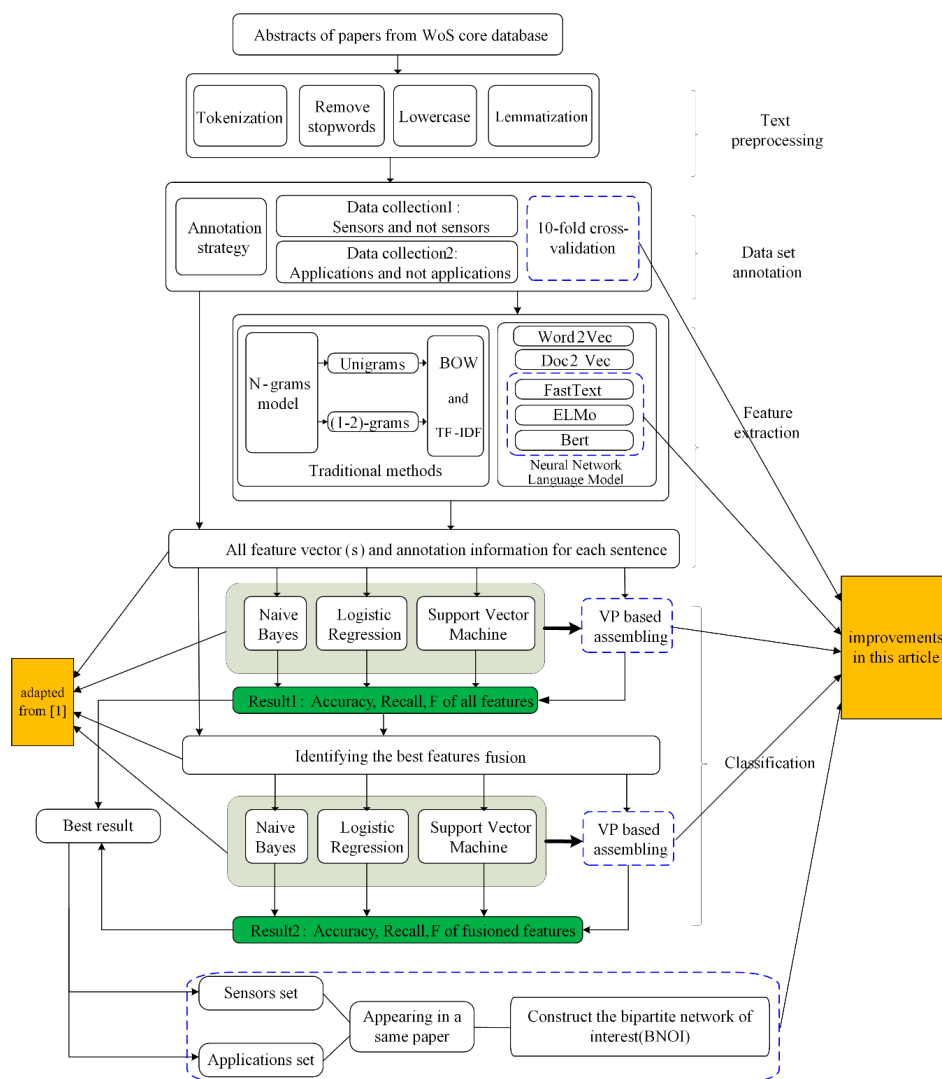 Abstracts of papers from WoS core database
Tokenization
Remove
stopwords
Lowercase
Lemmatization
Text
preprocessing
Annotation
strategy
Data collection1 :
Sensors and not sensors
Data collection2:
Applications and not applications
10-fold cross-
validation
Data set
annotation
N-grams
model
Unigrams
(1-2)-grams
BOW
and
TF-IDF
Traditional methods
Word2Vec
Doc2 Vec
FastText
ELMo
Bert
Neural Network
Language Model
Feature
extraction
All feature vector (s) and annotation information for each sentence
Naive
Bayes
Logistic
Regression
Support Vector
Machine
VP based
assembling
improvements
in this article
adapted
from [1]
Result1 : Accuracy, Recall, F of all features
Identifying the best features fusion
Classification
Best result
Naive
Bayes
Logistic
Regression
Support Vector
Machine
VP based
assembling
Result2 : Accuracy, Recall, F of fusioned features
Sensors set
Applications set
Appearing in a
same paper
Construct the bipartite network of
interest(BNOI)